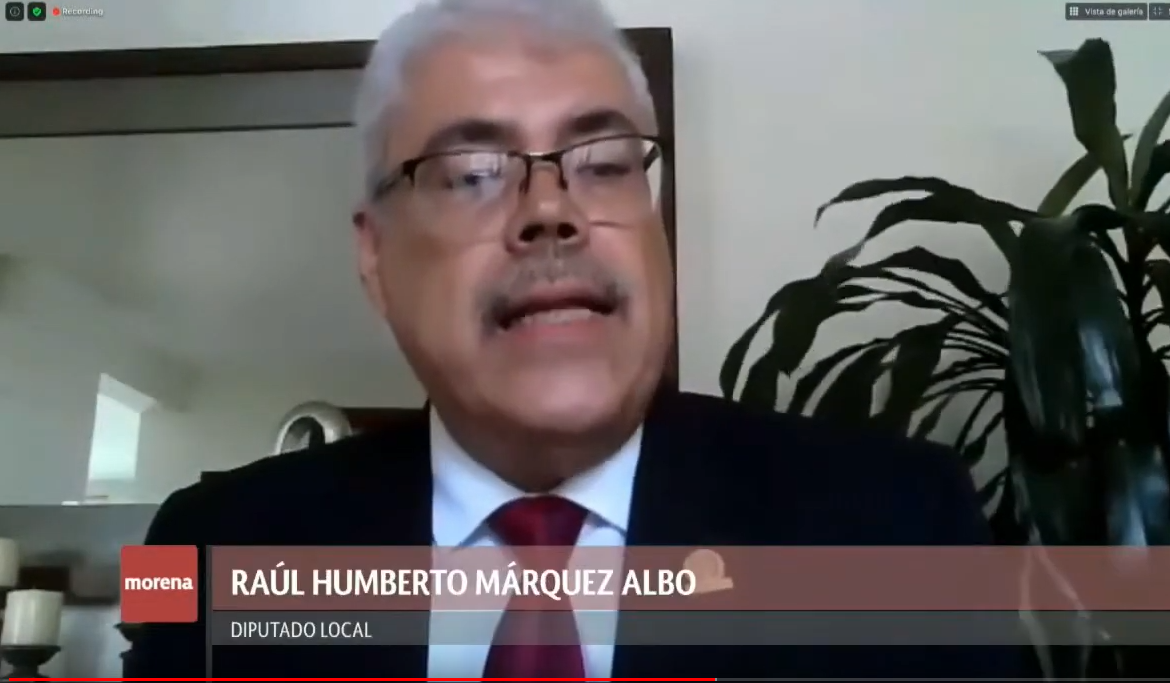 Recording
Vista de galería
morena
RAÚL HUMBERTO MÁRQUEZ ALBO
DIPUTADO LOCAL